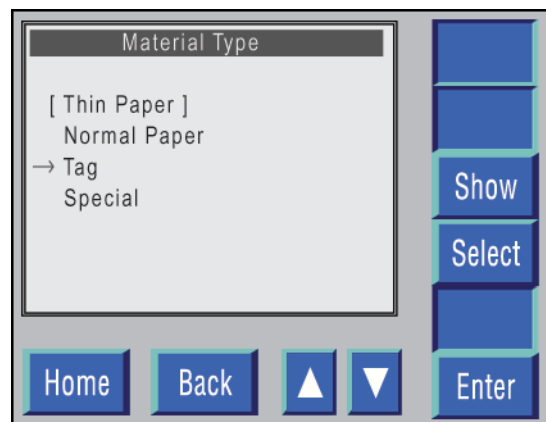 Material Type
[ Thin Paper ]
Normal Paper
→ Tag
Special
Show
Select
Home
Back
▲
▼
Enter